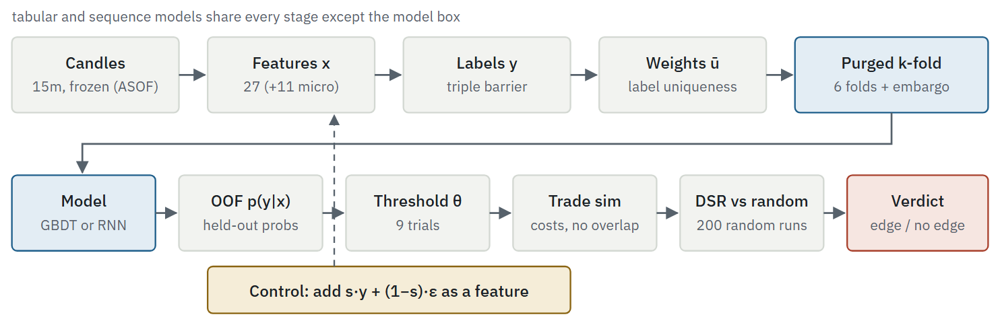 tabular and sequence models share every stage except the model box
Candles
15m, frozen (ASOF)
Features x
27 (+11 micro)
Labels y
triple barrier
Weights ū
label uniqueness
Purged k-fold
6 folds + embargo
Model
GBDT or RNN
OOF p(y|x)
held-out probs
Threshold θ
9 trials
Trade sim
costs, no overlap
DSR vs random
200 random runs
Verdict
edge / no edge
Control: add s·y + (1−s)·ε as a feature